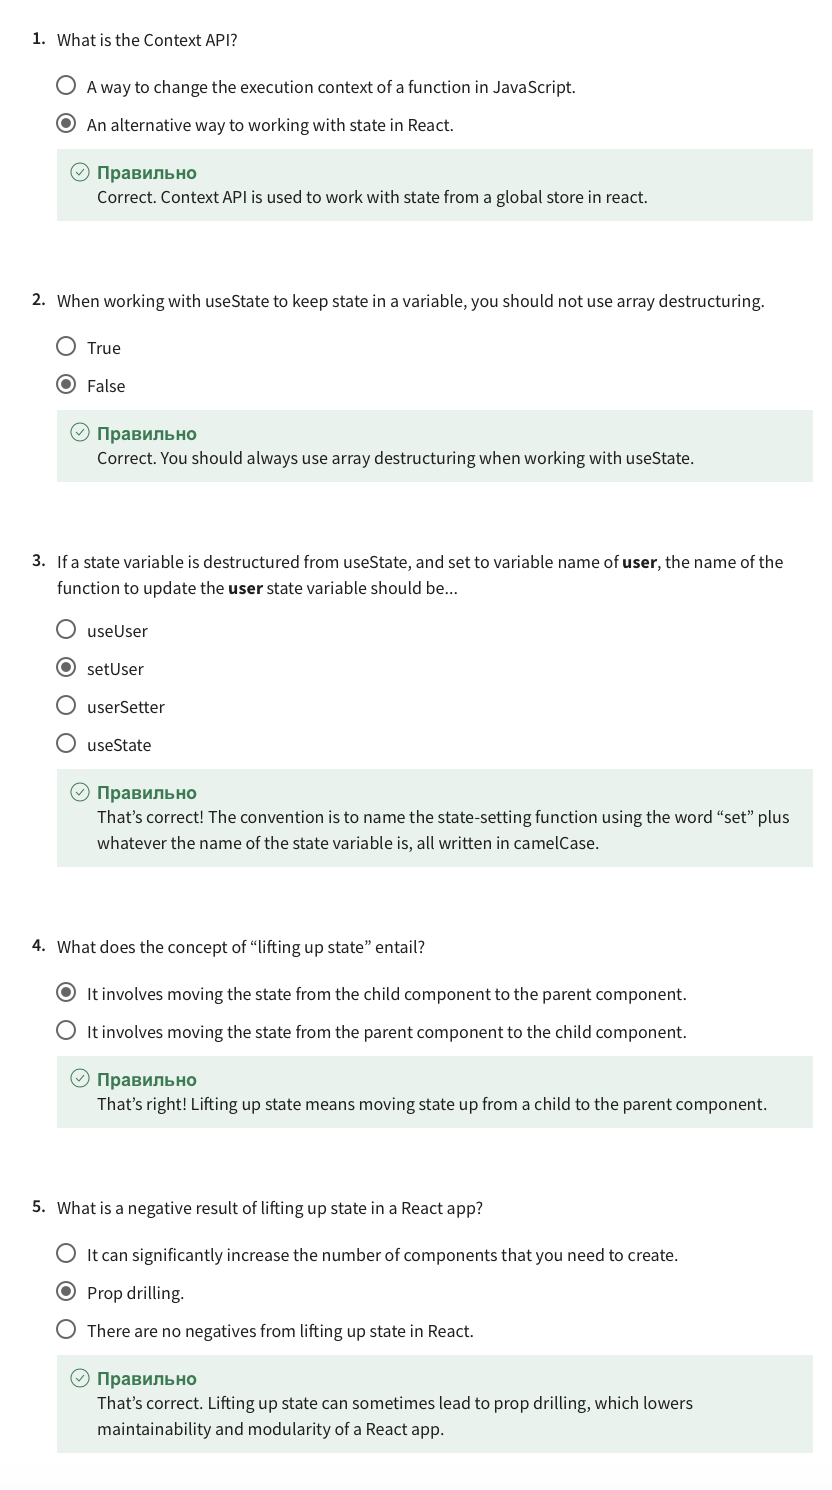 1. What is the Context API?
A way to change the execution context of a function in JavaScript.
An alternative way to working with state in React.
Правильно
Correct. Context API is used to work with state from a global store in react.
2. When working with useState to keep state in a variable, you should not use array destructuring.
True
False
Правильно
Correct. You should always use array destructuring when working with useState.
3. If a state variable is destructured from useState, and set to variable name of user, the name of the
function to update the user state variable should be...
useUser
setUser
userSetter
useState
Правильно
That’s correct! The convention is to name the state-setting function using the word “set” plus
whatever the name of the state variable is, all written in camelCase.
4. What does the concept of “lifting up state” entail?
It involves moving the state from the child component to the parent component.
It involves moving the state from the parent component to the child component.
Правильно
That’s right! Lifting up state means moving state up from a child to the parent component.
5. What is a negative result of lifting up state in a React app?
It can significantly increase the number of components that you need to create.
Prop drilling.
There are no negatives from lifting up state in React.
Правильно
That’s correct. Lifting up state can sometimes lead to prop drilling, which lowers
maintainability and modularity of a React app.